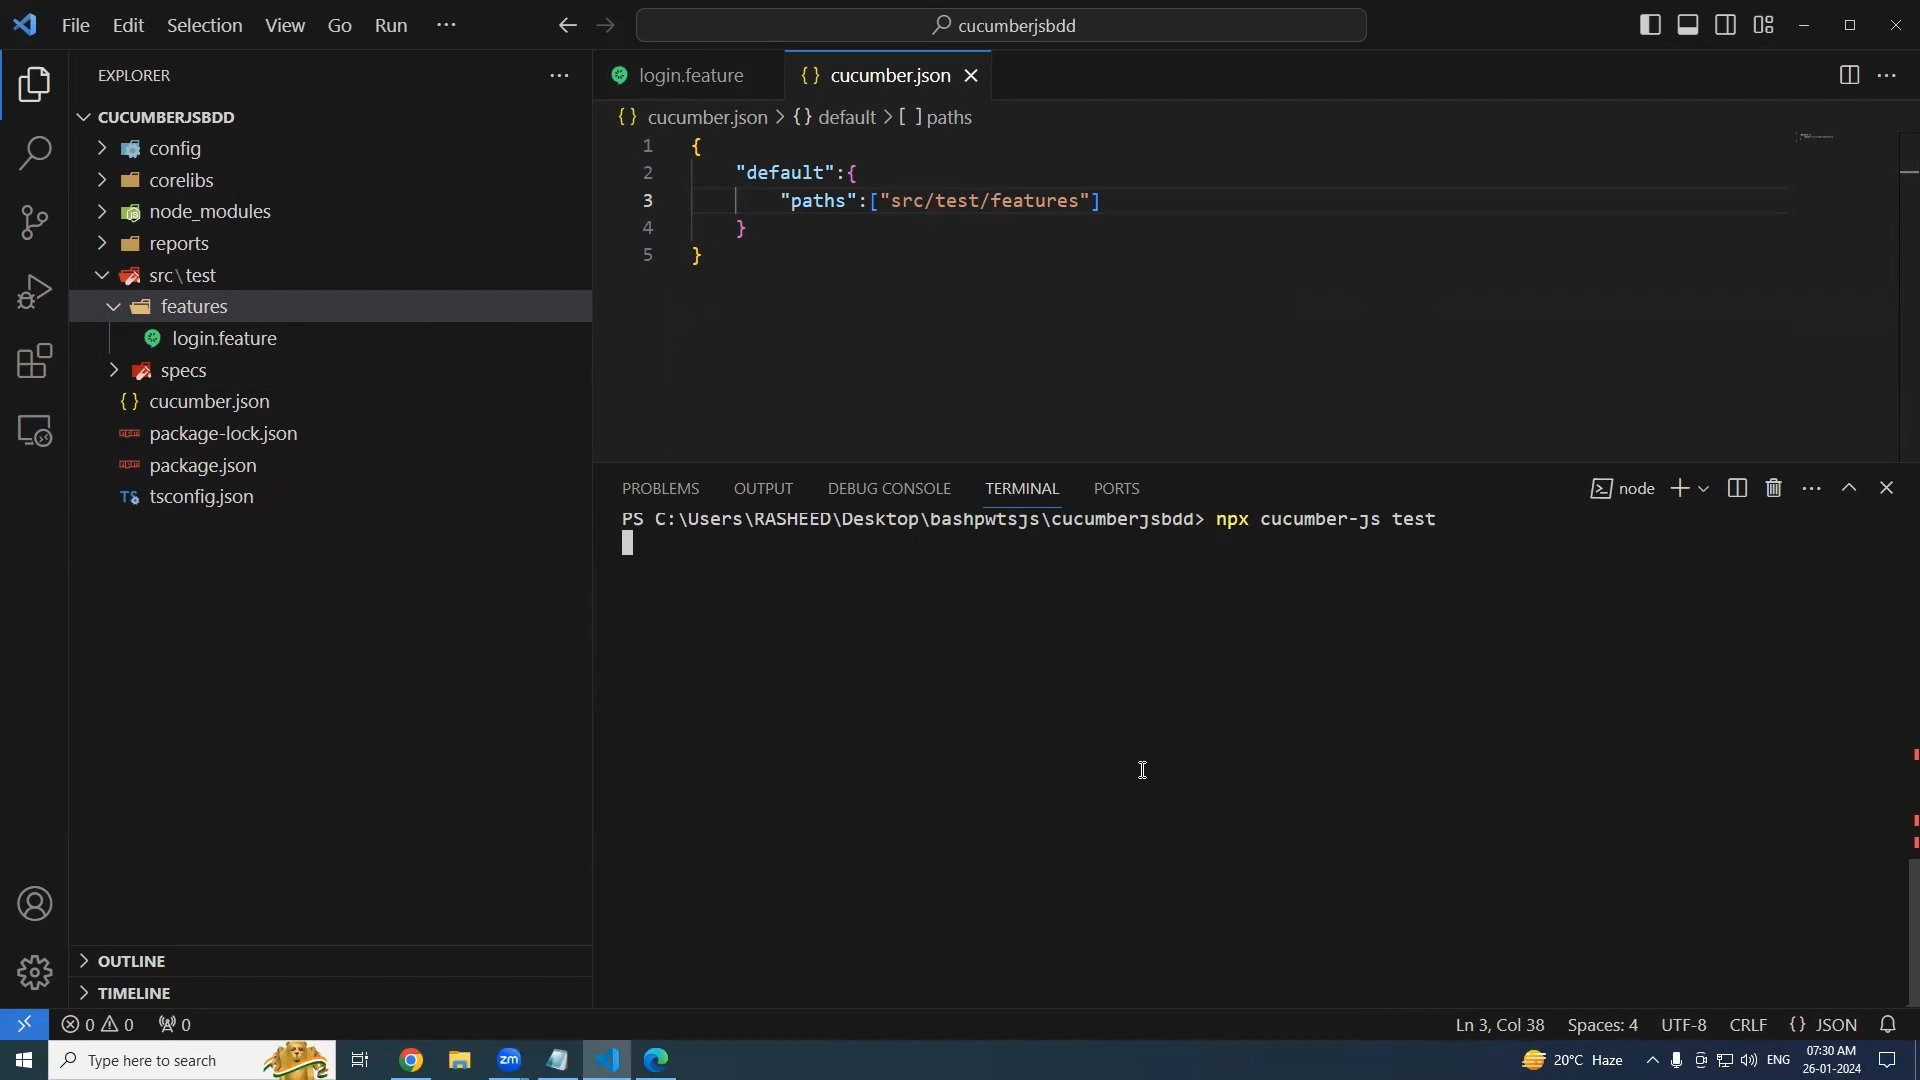 File Edit Selection View Go Run ···
cucumberjsbdd
EXPLORER
CUCUMBERJSBDD
config
corelibs
node_modules
reports
src\test
features
login.feature
specs
cucumber.json
package-lock.json
package.json
tsconfig.json
OUTLINE
TIMELINE
login.feature
cucumber.json
cucumber.json > {} default > [ ] paths
1 {
2 "default":{
3 "paths":["src/test/features"]
4 }
5 }
PROBLEMS OUTPUT DEBUG CONSOLE TERMINAL PORTS
node
PS C:\Users\RASHEED\Desktop\bashpwtsjs\cucumberjsbdd> npx cucumber-js test
0 0 0
Ln 3, Col 38 Spaces: 4 UTF-8 CRLF {} JSON
Type here to search
zm
20°C Haze
ENG
07:30 AM
26-01-2024